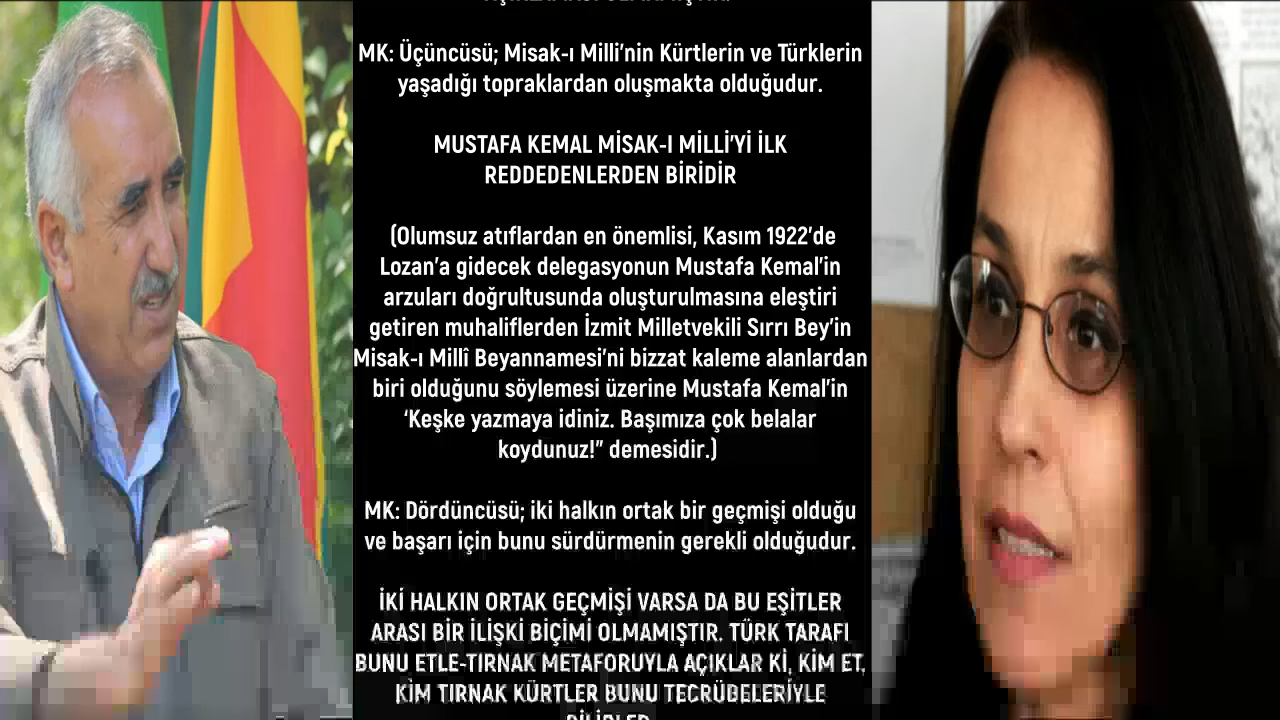 MK: Üçüncüsü; Misak-ı Milli'nin Kürtlerin ve Türklerin
yaşadığı topraklardan oluşmakta olduğudur.
MUSTAFA KEMAL MİSAK-I MİLLİ'Yİ İLK
REDDEDENLERDEN BİRİDİR
(Olumsuz atıflardan en önemlisi, Kasım 1922'de
Lozan'a gidecek delegasyonun Mustafa Kemal'in
arzuları doğrultusunda oluşturulmasına eleştiri
getiren muhaliflerden İzmit Milletvekili Sırrı Bey'in
Misak-ı Millî Beyannamesi'ni bizzat kaleme alanlardan
biri olduğunu söylemesi üzerine Mustafa Kemal'in
'Keşke yazmaya idiniz. Başımıza çok belalar
koydunuz!" demesidir.)
MK: Dördüncüsü; iki halkın ortak bir geçmişi olduğu
ve başarı için bunu sürdürmenin gerekli olduğudur.
İKİ HALKIN ORTAK GEÇMİŞİ VARSA DA BU EŞİTLER
ARASI BİR İLİŞKİ BİÇİMİ OLMAMIŞTIR. TÜRK TARAFI
BUNU ETLE-TIRNAK METAFORUYLA AÇIKLAR Kİ, KİM ET,
KİM TIRNAK KÜRTLER BUNU TECRÜBELERİYLE